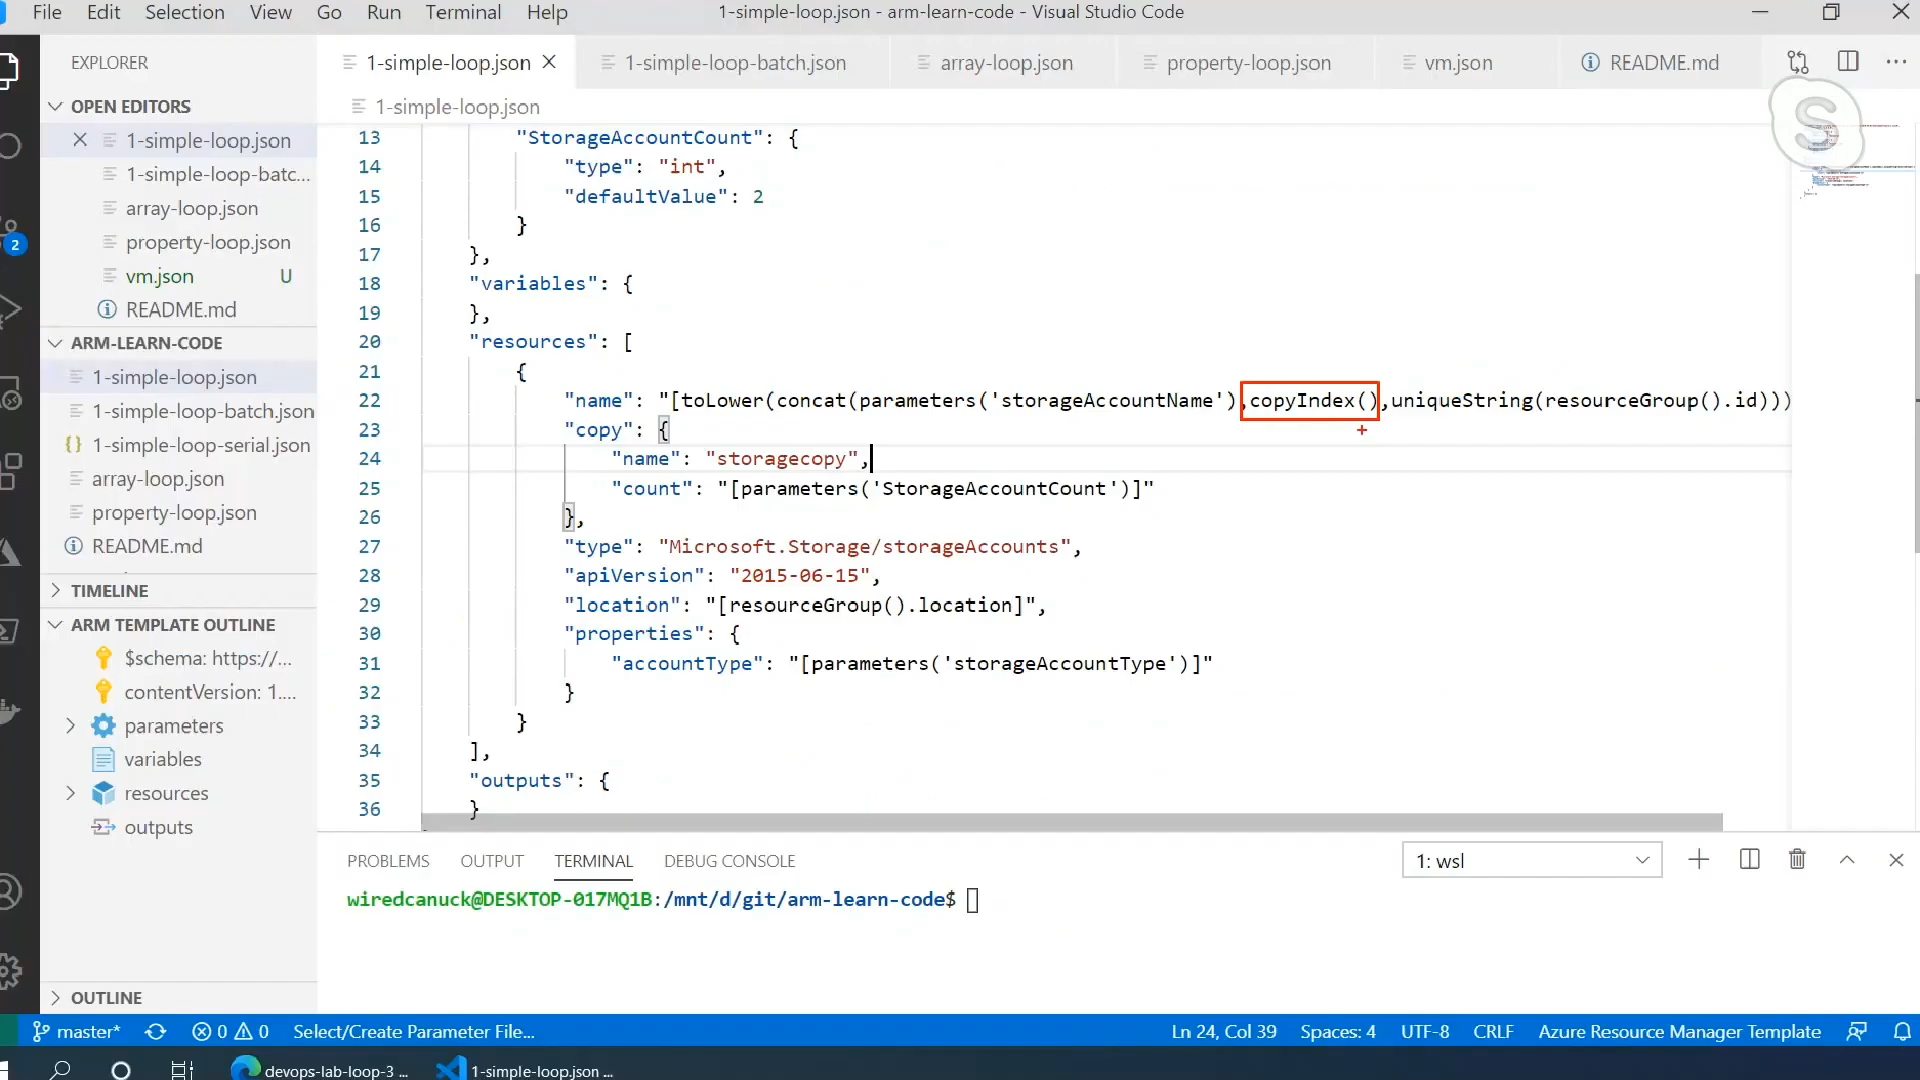 File Edit Selection View Go Run Terminal Help 1-simple-loop.json - arm-learn-code - Visual Studio Code
EXPLORER 1-simple-loop.json 1-simple-loop-batch.json array-loop.json property-loop.json vm.json README.md
OPEN EDITORS
1-simple-loop.json
1-simple-loop-batc...
array-loop.json
property-loop.json
vm.json U
README.md
2
ARM-LEARN-CODE
1-simple-loop.json
1-simple-loop-batch.json
1-simple-loop-serial.json
array-loop.json
property-loop.json
README.md
TIMELINE
ARM TEMPLATE OUTLINE
$schema: https://...
contentVersion: 1....
parameters
variables
resources
outputs
OUTLINE
1-simple-loop.json
13 "StorageAccountCount": {
14 "type": "int",
15 "defaultValue": 2
16 }
17 },
18 "variables": {
19 },
20 "resources": [
21 {
22 "name": "[toLower(concat(parameters('storageAccountName'),copyIndex(),uniqueString(resourceGroup().id)))
23 "copy": {
24 "name": "storagecopy",
25 "count": "[parameters('StorageAccountCount')]"
26 },
27 "type": "Microsoft.Storage/storageAccounts",
28 "apiVersion": "2015-06-15",
29 "location": "[resourceGroup().location]",
30 "properties": {
31 "accountType": "[parameters('storageAccountType')]"
32 }
33 }
34 ],
35 "outputs": {
36 }
S
PROBLEMS OUTPUT TERMINAL DEBUG CONSOLE 1: wsl
wiredcanuck@DESKTOP-017MQ1B:/mnt/d/git/arm-learn-code$
master* 0 0 Select/Create Parameter File... Ln 24, Col 39 Spaces: 4 UTF-8 CRLF Azure Resource Manager Template
devops-lab-loop-3 ... 1-simple-loop.json ...